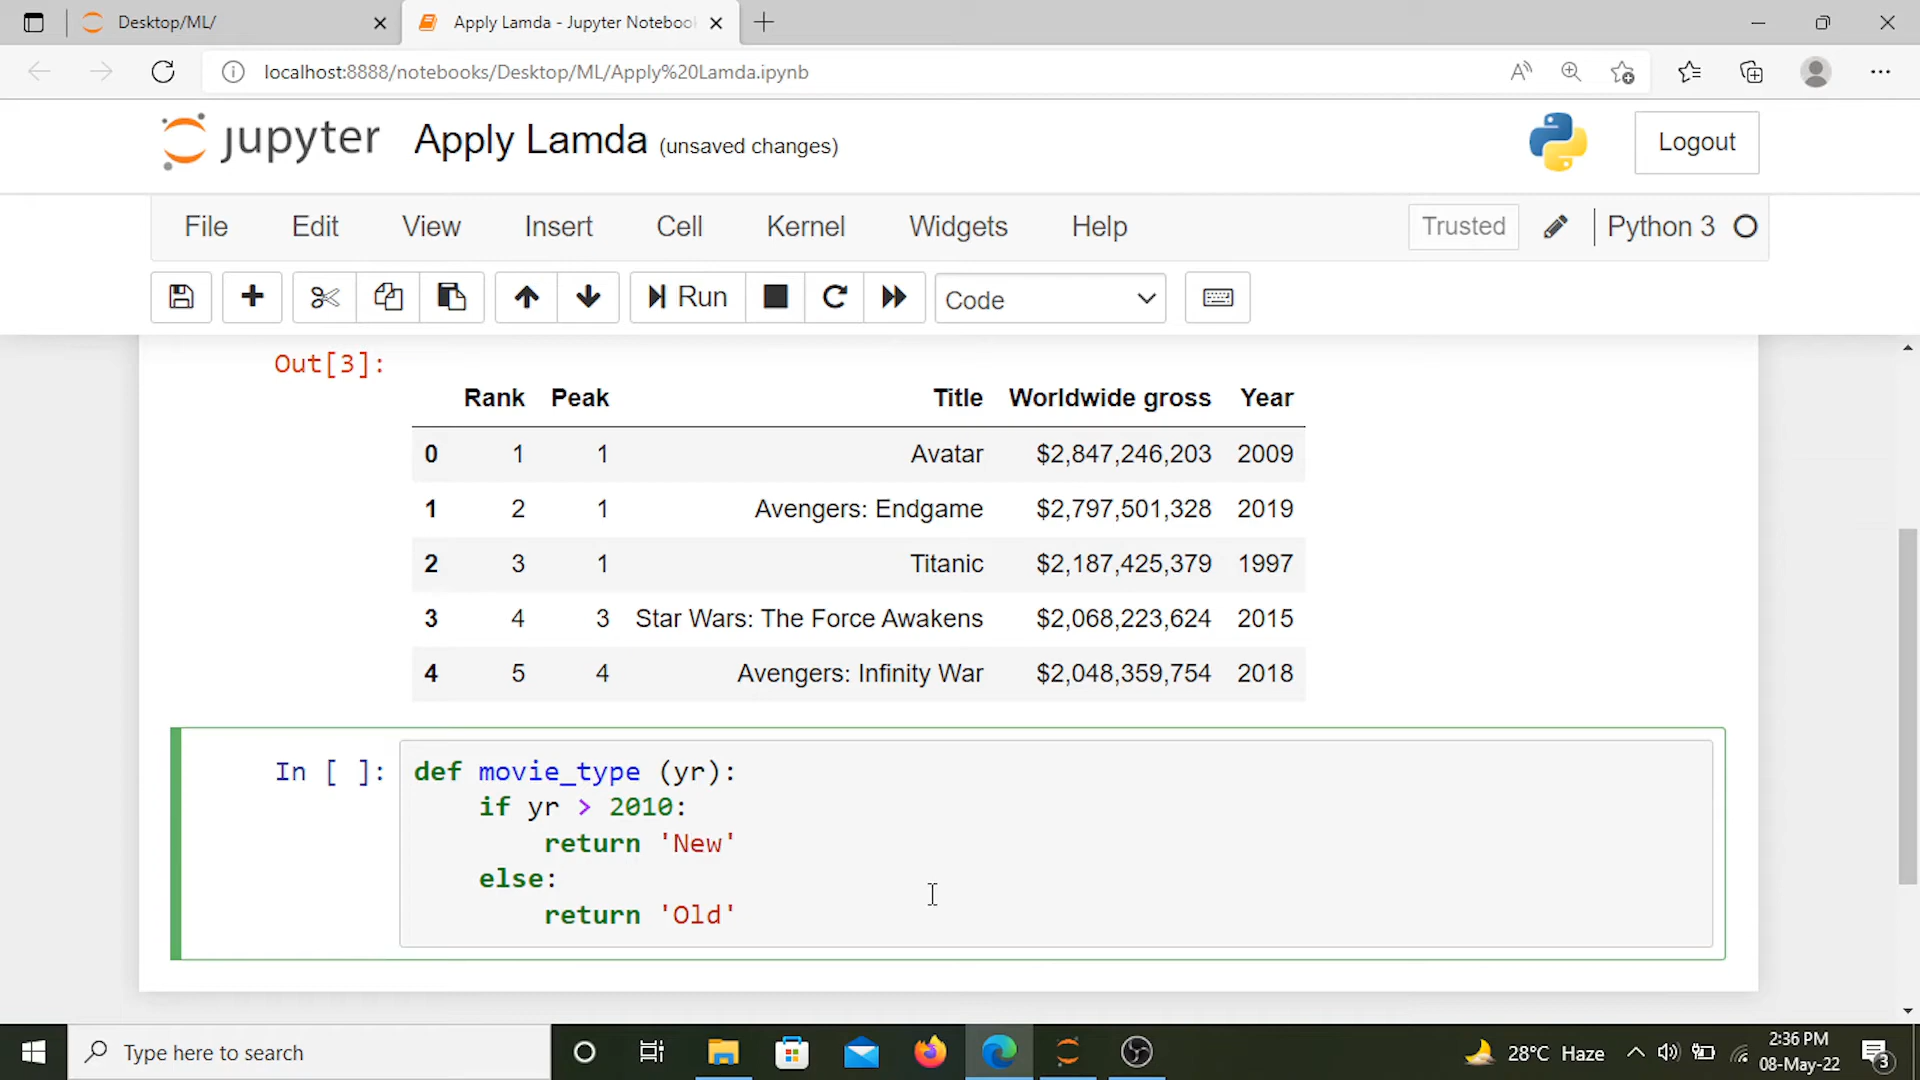 Desktop/ML/
Apply Lamda - Jupyter Noteboo
localhost:8888/notebooks/Desktop/ML/Apply%20Lamda.ipynb
jupyter Apply Lamda (unsaved changes)
Logout
File Edit View Insert Cell Kernel Widgets Help Trusted Python 3
Run Code
Out[3]:
Rank Peak Title Worldwide gross Year
0 1 1 Avatar $2,847,246,203 2009
1 2 1 Avengers: Endgame $2,797,501,328 2019
2 3 1 Titanic $2,187,425,379 1997
3 4 3 Star Wars: The Force Awakens $2,068,223,624 2015
4 5 4 Avengers: Infinity War $2,048,359,754 2018
In [ ]: def movie_type (yr):
if yr > 2010:
return 'New'
else:
return 'Old'
Type here to search
28°C Haze
2:36 PM
08-May-22
3